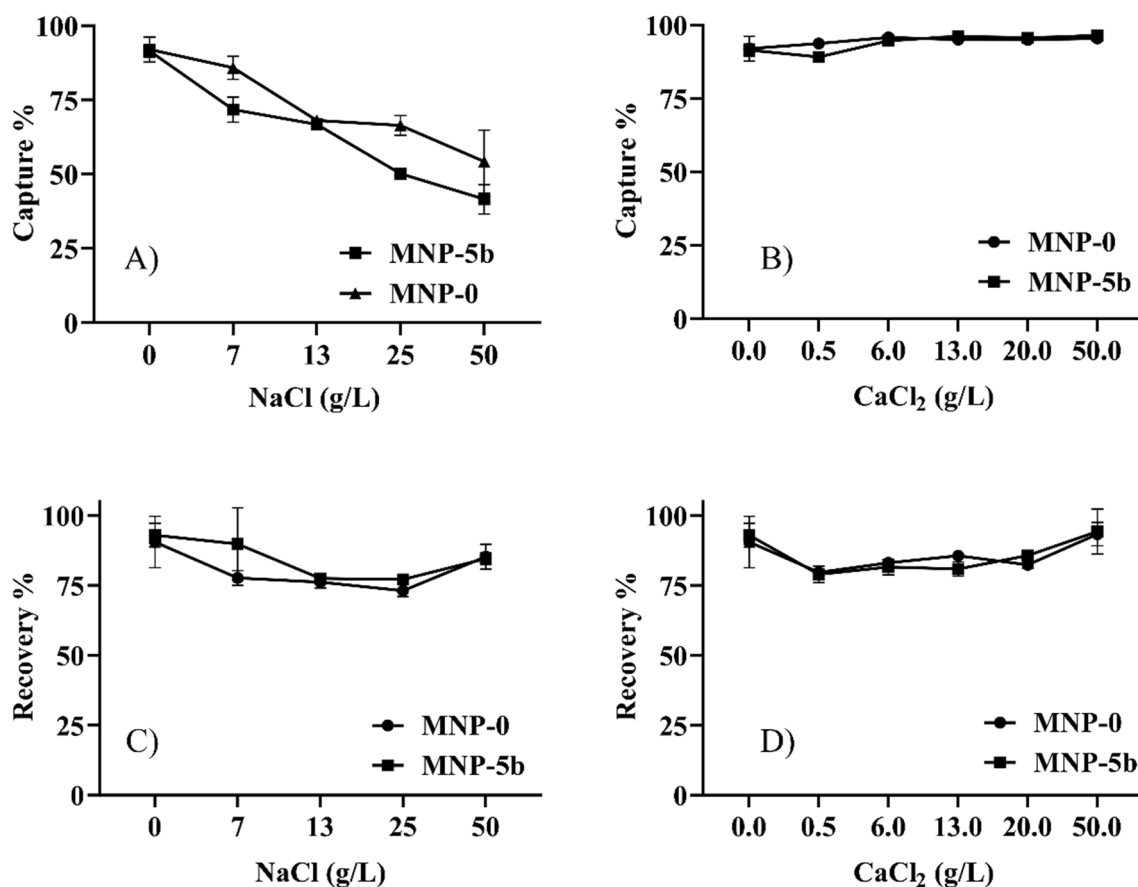 100
75
50
25
0
Capture %
A)
MNP-5b
MNP-0
0 7 13 25 50
NaCl (g/L)
100
75
50
25
0
Capture %
B)
MNP-0
MNP-5b
0.0 0.5 6.0 13.0 20.0 50.0
CaCl₂ (g/L)
100
75
50
25
0
Recovery %
C)
MNP-0
MNP-5b
0 7 13 25 50
NaCl (g/L)
100
75
50
25
0
Recovery %
D)
MNP-0
MNP-5b
0.0 0.5 6.0 13.0 20.0 50.0
CaCl₂ (g/L)